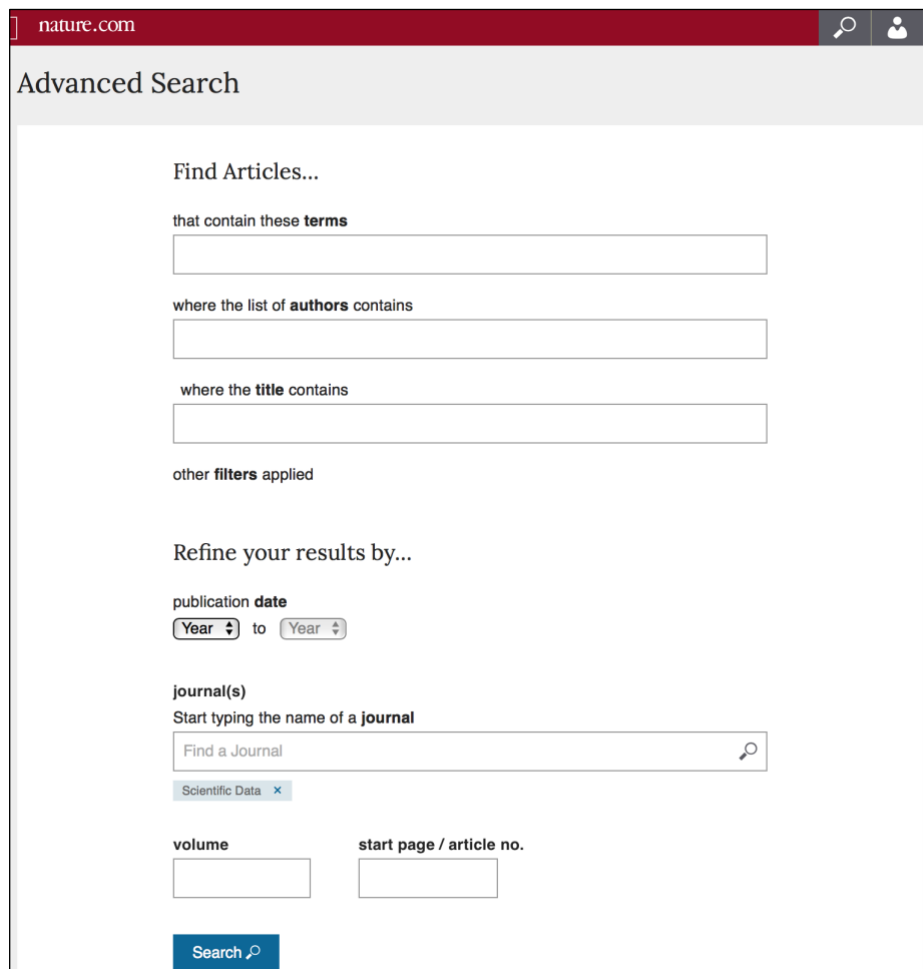 nature.com
Advanced Search
Find Articles...
that contain these terms
where the list of authors contains
where the title contains
other filters applied
Refine your results by...
publication date
Year to Year
journal(s)
Start typing the name of a journal
Find a Journal
Scientific Data ×
volume start page / article no.
Search